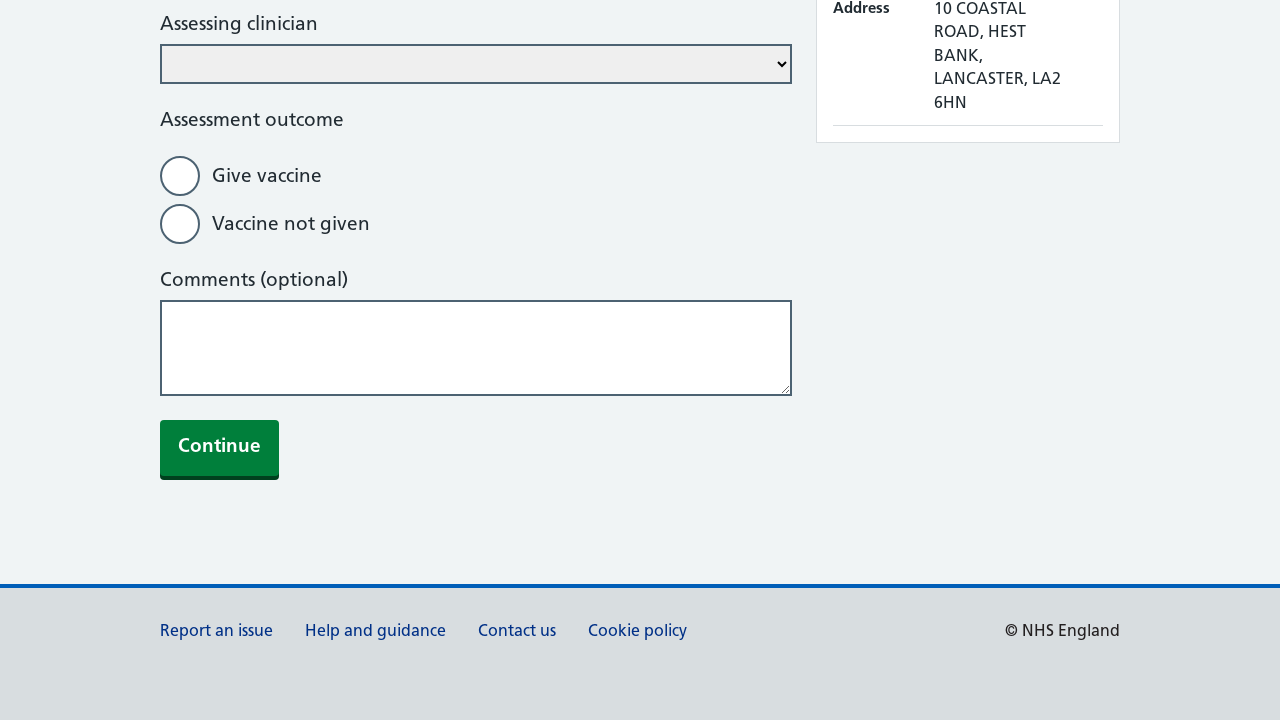 Assessing clinician
Assessment outcome
Give vaccine
Vaccine not given
Comments (optional)
Continue
Address
10 COASTAL
ROAD, HEST
BANK,
LANCASTER, LA2
6HN
Report an issue
Help and guidance
Contact us
Cookie policy
© NHS England